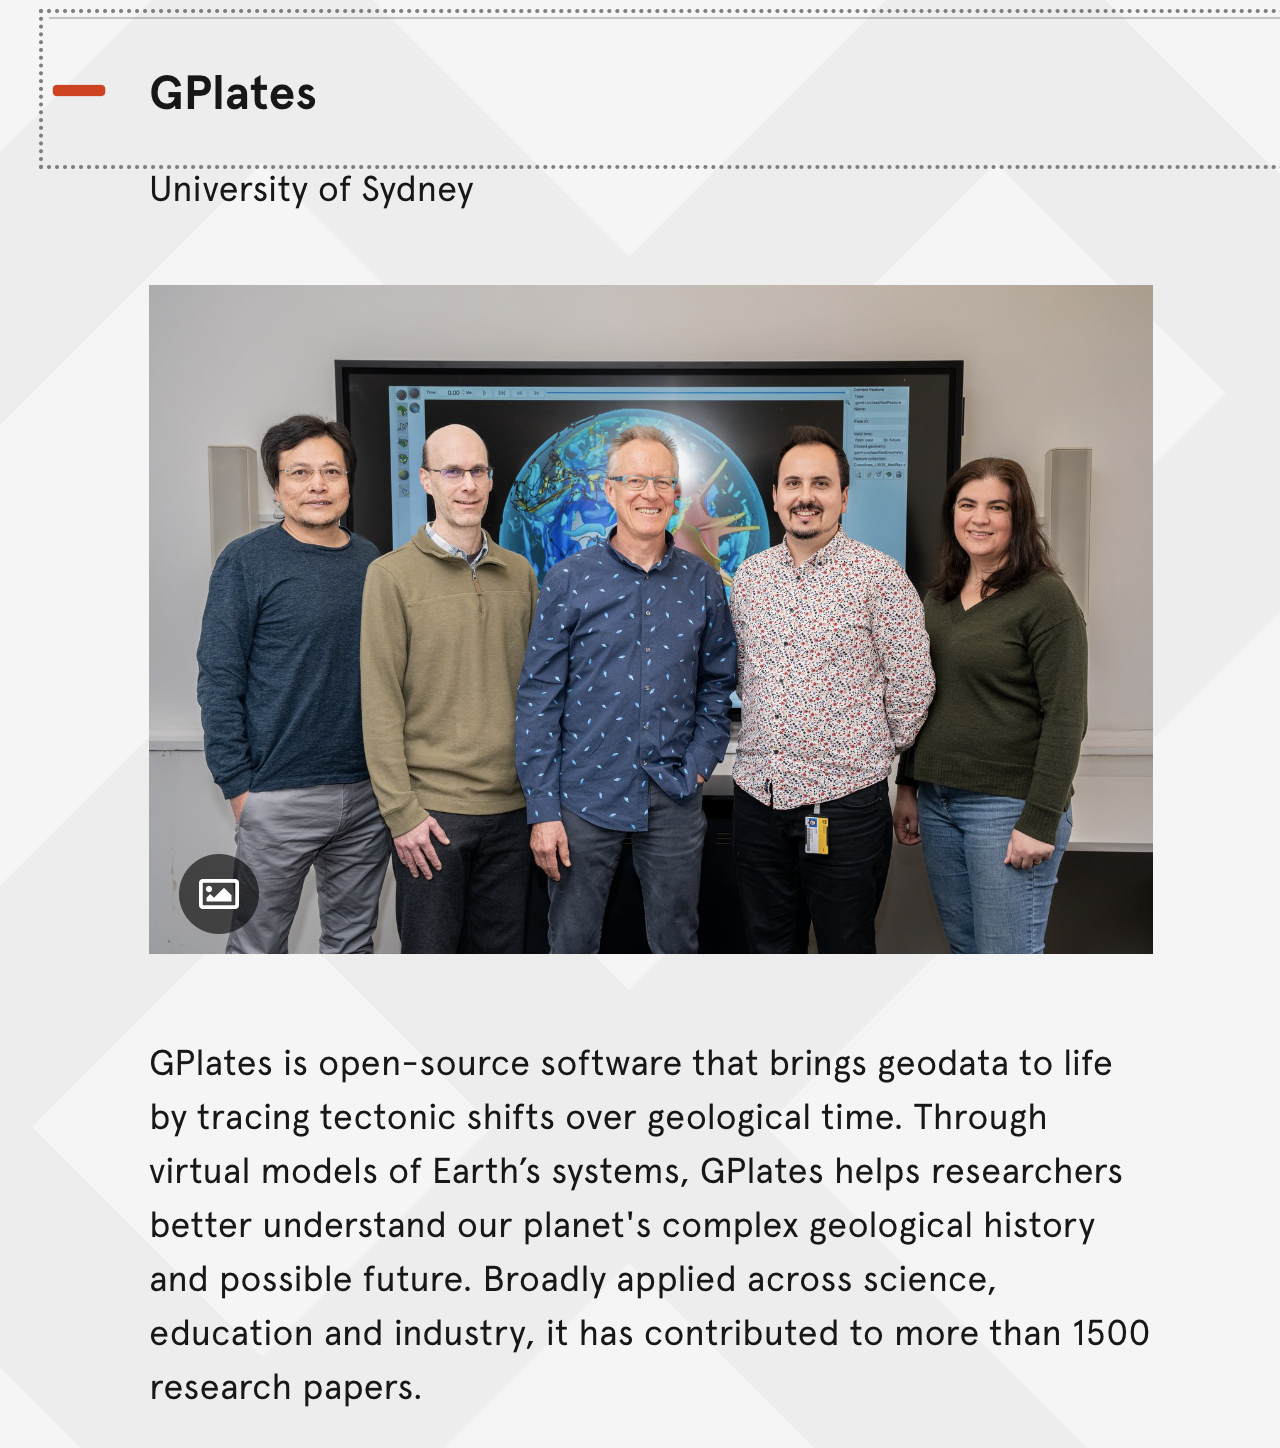 GPlates
University of Sydney
0.00
GPlates is open-source software that brings geodata to life
by tracing tectonic shifts over geological time. Through
virtual models of Earth’s systems, GPlates helps researchers
better understand our planet's complex geological history
and possible future. Broadly applied across science,
education and industry, it has contributed to more than 1500
research papers.